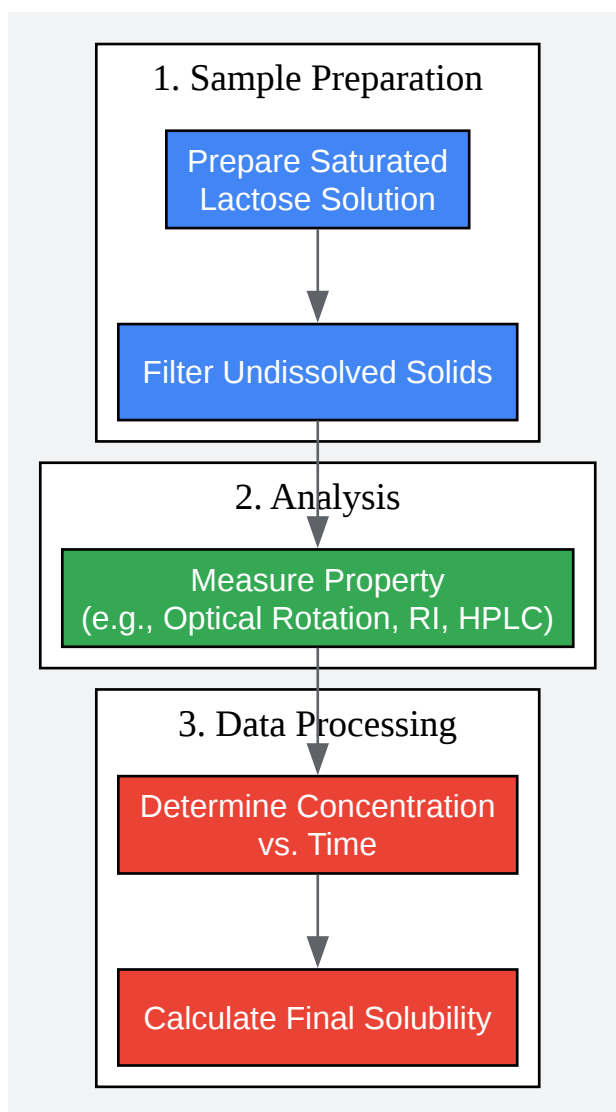 1. Sample Preparation
Prepare Saturated
Lactose Solution
Filter Undissolved Solids
2. Analysis
Measure Property
(e.g., Optical Rotation, RI, HPLC)
3. Data Processing
Determine Concentration
vs. Time
Calculate Final Solubility